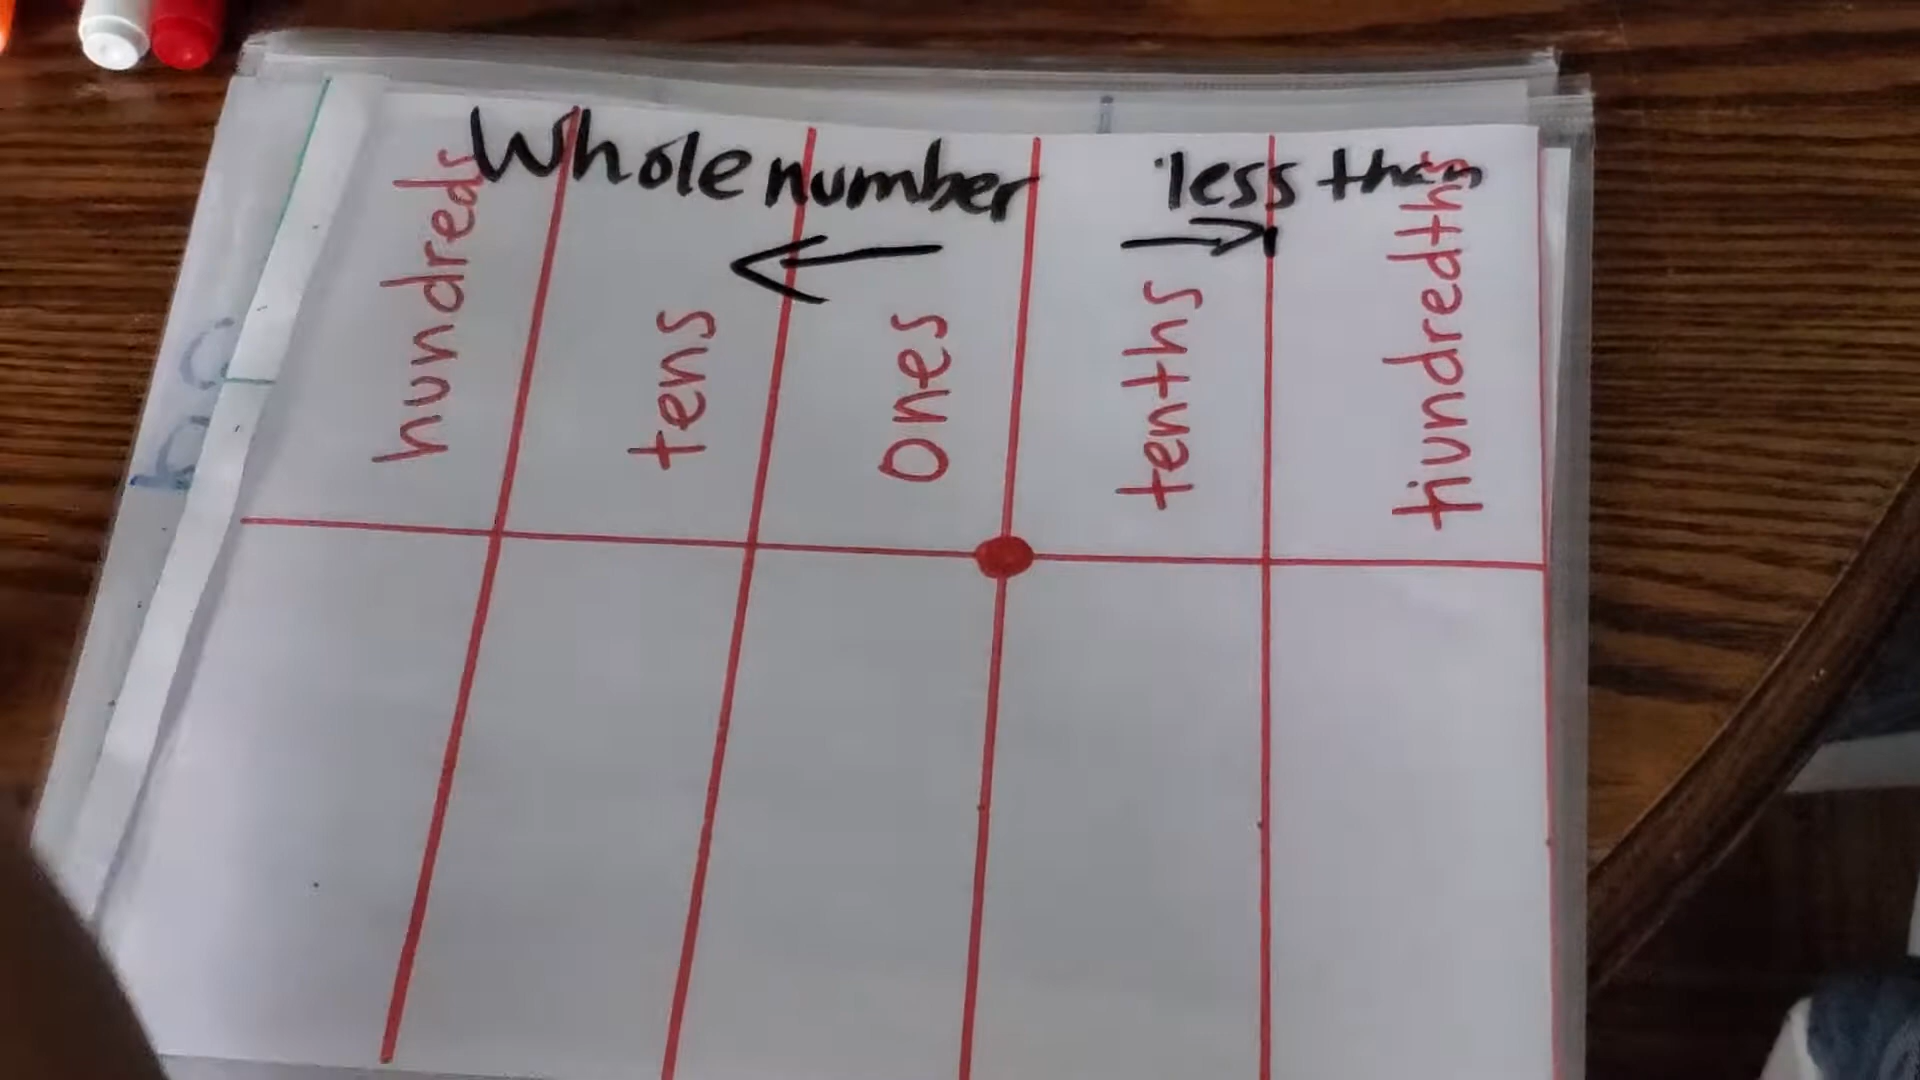 Whole number less than
hundreds
tens
ones
tenths
Hundredths